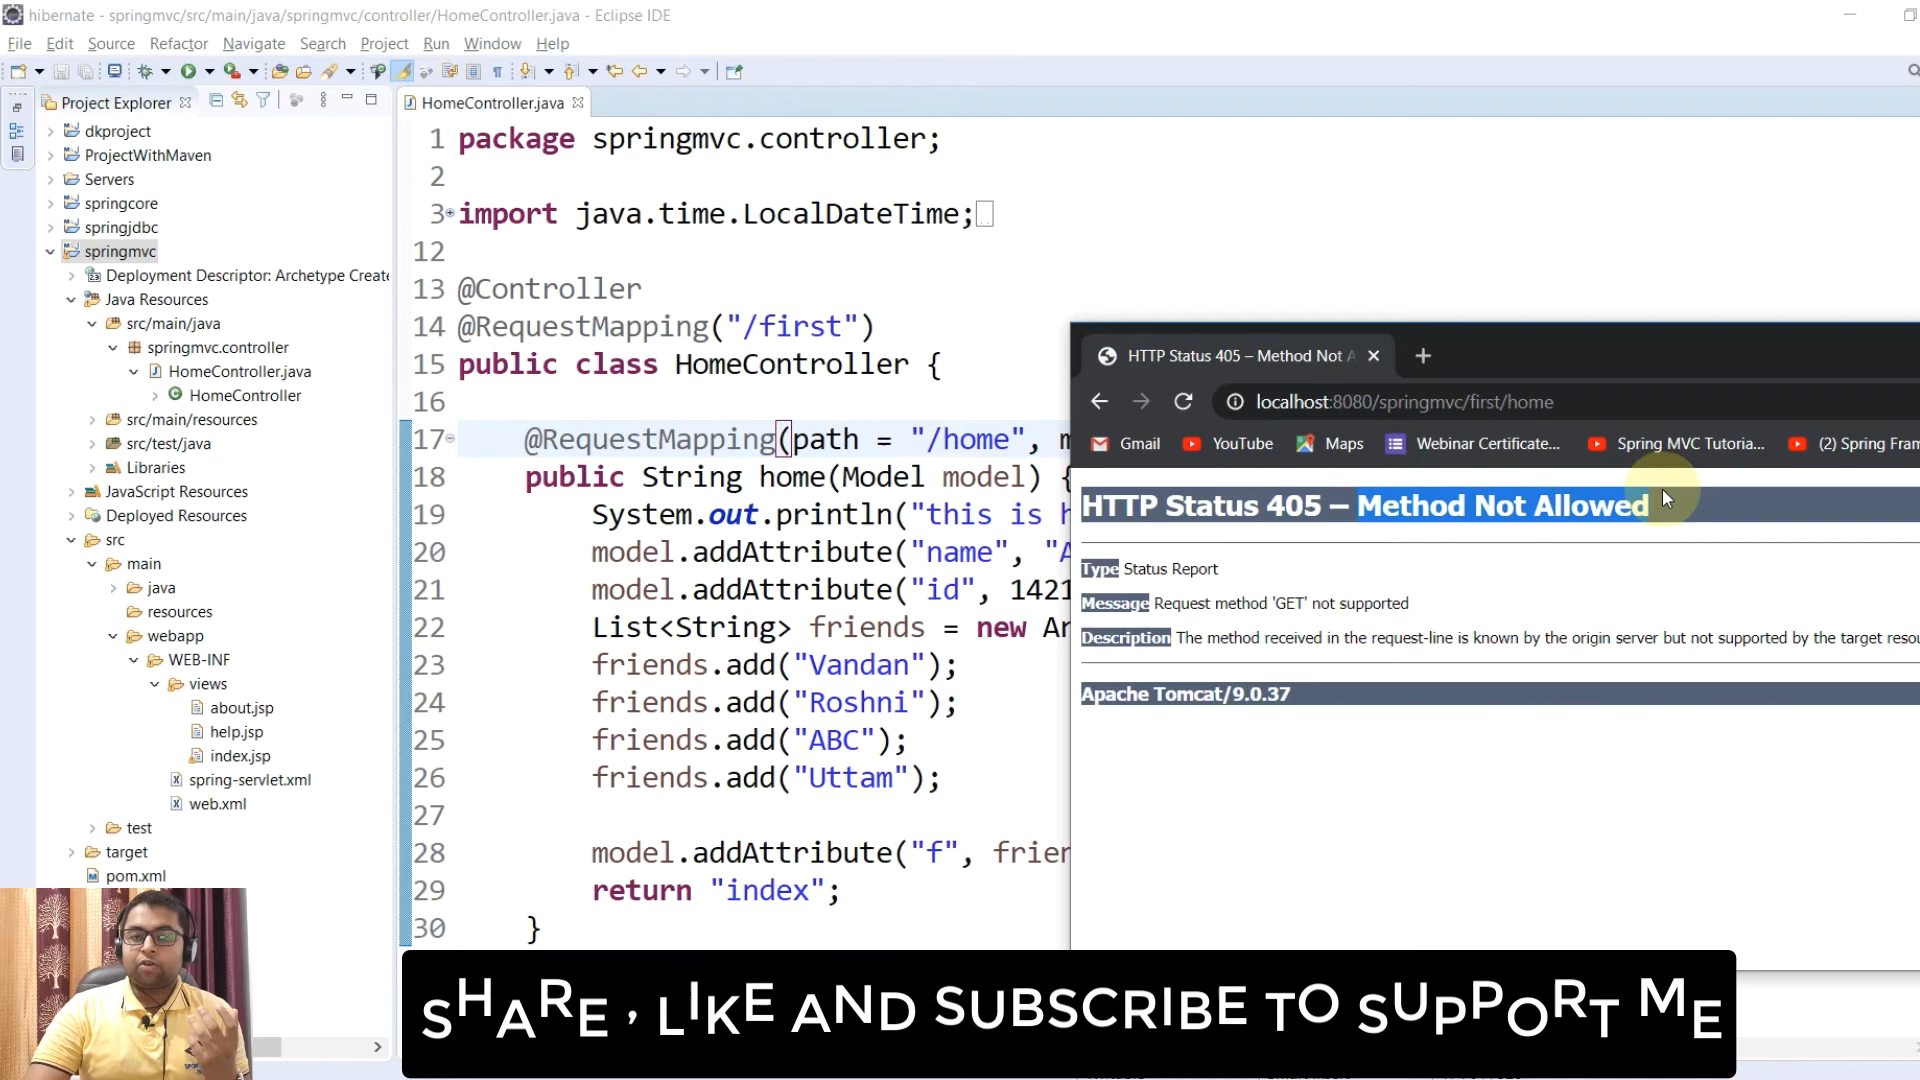 hibernate - springmvc/src/main/java/springmvc/controller/HomeController.java - Eclipse IDE
File Edit Source Refactor Navigate Search Project Run Window Help
Project Explorer
dkproject
ProjectWithMaven
Servers
springcore
springjdbc
springmvc
Deployment Descriptor: Archetype Create
Java Resources
src/main/java
springmvc.controller
HomeController.java
HomeController
src/main/resources
src/test/java
Libraries
JavaScript Resources
Deployed Resources
src
main
java
resources
webapp
WEB-INF
views
about.jsp
help.jsp
index.jsp
spring-servlet.xml
web.xml
test
target
pom.xml
HomeController.java
1 package springmvc.controller;
2
3 import java.time.LocalDateTime;
12
13 @Controller
14 @RequestMapping("/first")
15 public class HomeController {
16
17 @RequestMapping(path = "/home", m
18 public String home(Model model) {
19 System.out.println("this is h
20 model.addAttribute("name", "A
21 model.addAttribute("id", 1421
22 List<String> friends = new Ar
23 friends.add("Vandan");
24 friends.add("Roshni");
25 friends.add("ABC");
26 friends.add("Uttam");
27
28 model.addAttribute("f", frien
29 return "index";
30 }
HTTP Status 405 – Method Not A
localhost:8080/springmvc/first/home
Gmail YouTube Maps Webinar Certificate... Spring MVC Tutoria... (2) Spring Fram
HTTP Status 405 – Method Not Allowed
Type Status Report
Message Request method 'GET' not supported
Description The method received in the request-line is known by the origin server but not supported by the target resou
Apache Tomcat/9.0.37
SHARE , LIKE AND SUBSCRIBE TO SUPPORT ME